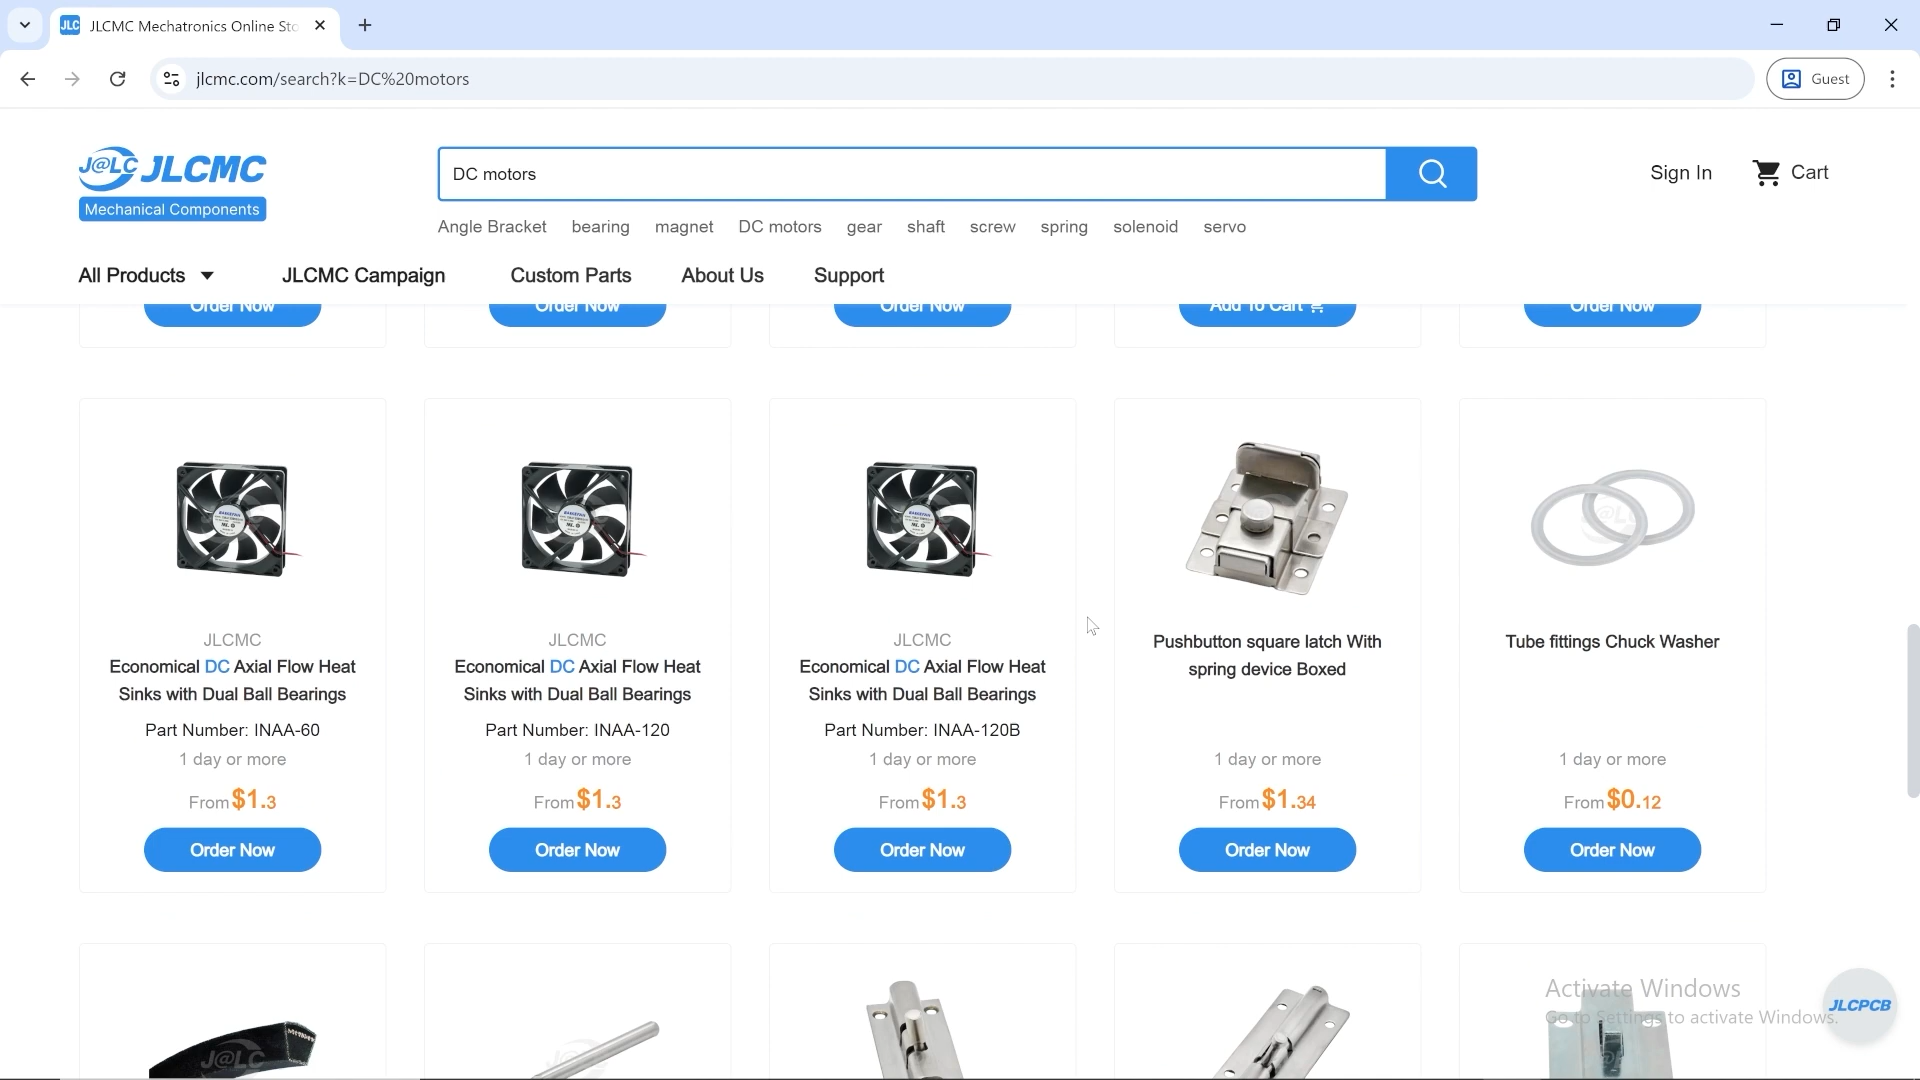 JLC
JLCMC Mechatronics Online Sto
jlcmc.com/search?k=DC%20motors
Guest
J@LC JLCMC
Mechanical Components
DC motors
Sign In
Cart
Angle Bracket bearing magnet DC motors gear shaft screw spring solenoid servo
All Products JLCMC Campaign Custom Parts About Us Support
Order Now Order Now Order Now Add To Cart Order Now
JLCMC
Economical DC Axial Flow Heat
Sinks with Dual Ball Bearings
Part Number: INAA-60
1 day or more
From $1.3
Order Now
JLCMC
Economical DC Axial Flow Heat
Sinks with Dual Ball Bearings
Part Number: INAA-120
1 day or more
From $1.3
Order Now
JLCMC
Economical DC Axial Flow Heat
Sinks with Dual Ball Bearings
Part Number: INAA-120B
1 day or more
From $1.3
Order Now
Pushbutton square latch With
spring device Boxed
1 day or more
From $1.34
Order Now
Tube fittings Chuck Washer
1 day or more
From $0.12
Order Now
J@LC
Activate Windows
Go to Settings to activate Windows.
JLCPCB